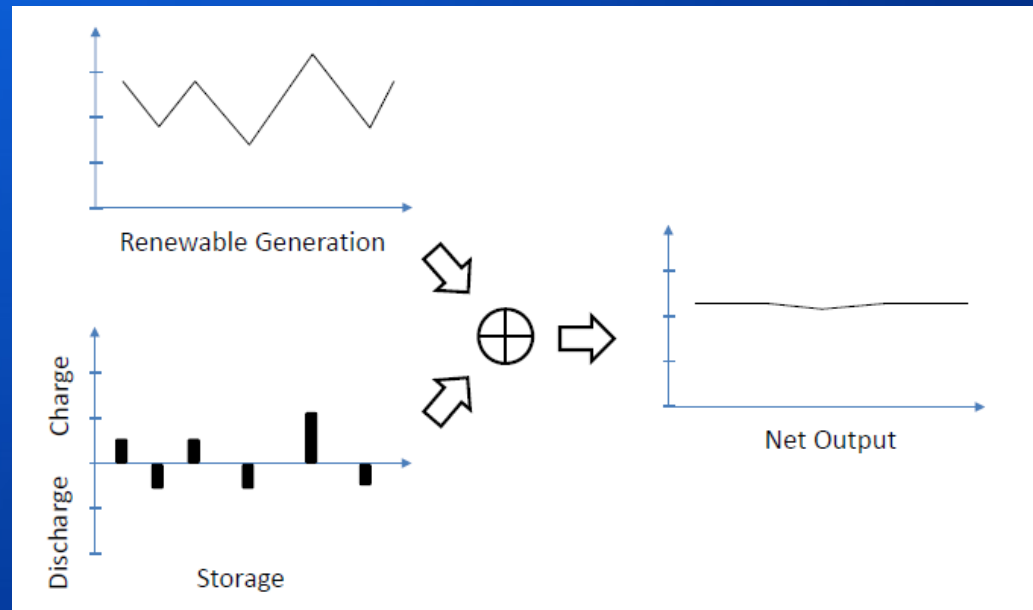 Renewable Generation
Charge
Discharge
Storage
Net Output